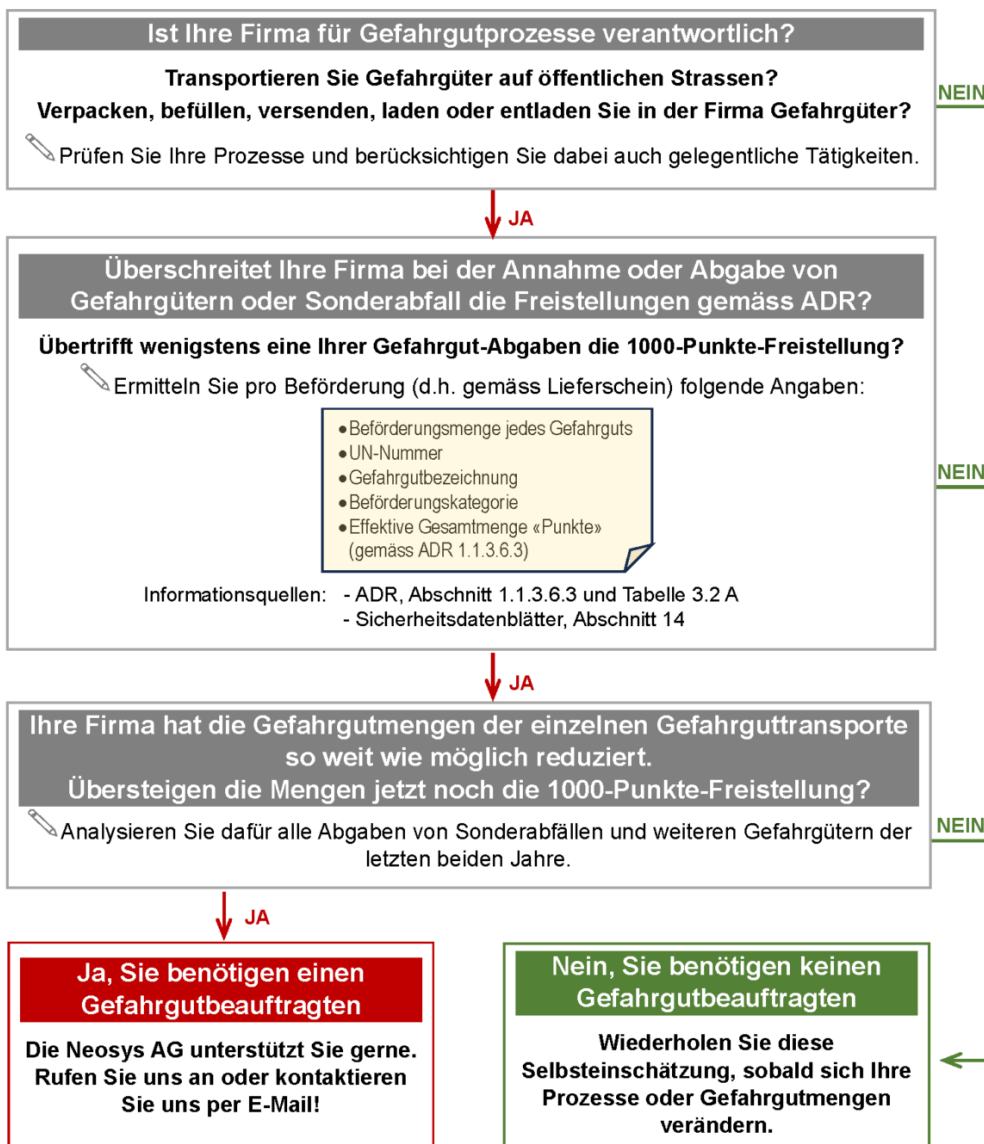 Ist Ihre Firma für Gefahrgutprozesse verantwortlich?
Transportieren Sie Gefahrgüter auf öffentlichen Strassen?
Verpacken, befüllen, versenden, laden oder entladen Sie in der Firma Gefahrgüter?
Prüfen Sie Ihre Prozesse und berücksichtigen Sie dabei auch gelegentliche Tätigkeiten.
NEIN
JA
Überschreitet Ihre Firma bei der Annahme oder Abgabe von
Gefahrgütern oder Sonderabfall die Freistellungen gemäss ADR?
Übertrifft wenigstens eine Ihrer Gefahrgut-Abgaben die 1000-Punkte-Freistellung?
Ermitteln Sie pro Beförderung (d.h. gemäss Lieferschein) folgende Angaben:
• Beförderungsmenge jedes Gefahrguts
• UN-Nummer
• Gefahrgutbezeichnung
• Beförderungskategorie
• Effektive Gesamtmenge «Punkte»
(gemäss ADR 1.1.3.6.3)
NEIN
Informationsquellen: - ADR, Abschnitt 1.1.3.6.3 und Tabelle 3.2 A
- Sicherheitsdatenblätter, Abschnitt 14
JA
Ihre Firma hat die Gefahrgutmengen der einzelnen Gefahrguttransporte
so weit wie möglich reduziert.
Übersteigen die Mengen jetzt noch die 1000-Punkte-Freistellung?
Analysieren Sie dafür alle Abgaben von Sonderabfällen und weiteren Gefahrgütern der
letzten beiden Jahre.
NEIN
JA
Ja, Sie benötigen einen
Gefahrgutbeauftragten
Die Neosys AG unterstützt Sie gerne.
Rufen Sie uns an oder kontaktieren
Sie uns per E-Mail!
Nein, Sie benötigen keinen
Gefahrgutbeauftragten
Wiederholen Sie diese
Selbsteinschätzung, sobald sich Ihre
Prozesse oder Gefahrgutmengen
verändern.